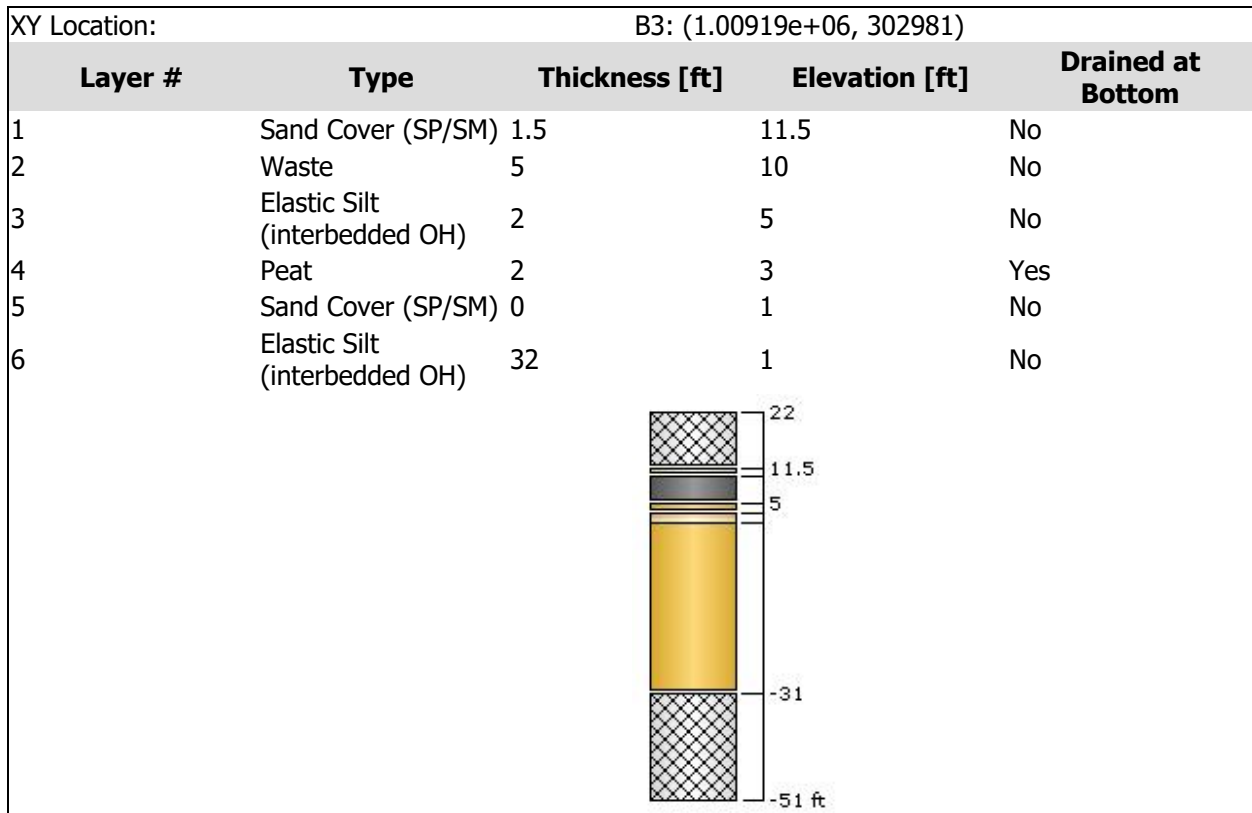 XY Location: B3: (1.00919e+06, 302981)
Layer # Type Thickness [ft] Elevation [ft] Drained at Bottom
1 Sand Cover (SP/SM) 1.5 11.5 No
2 Waste 5 10 No
3 Elastic Silt (interbedded OH) 2 5 No
4 Peat 2 3 Yes
5 Sand Cover (SP/SM) 0 1 No
6 Elastic Silt (interbedded OH) 32 1 No
22
11.5
5
-31
-51 ft